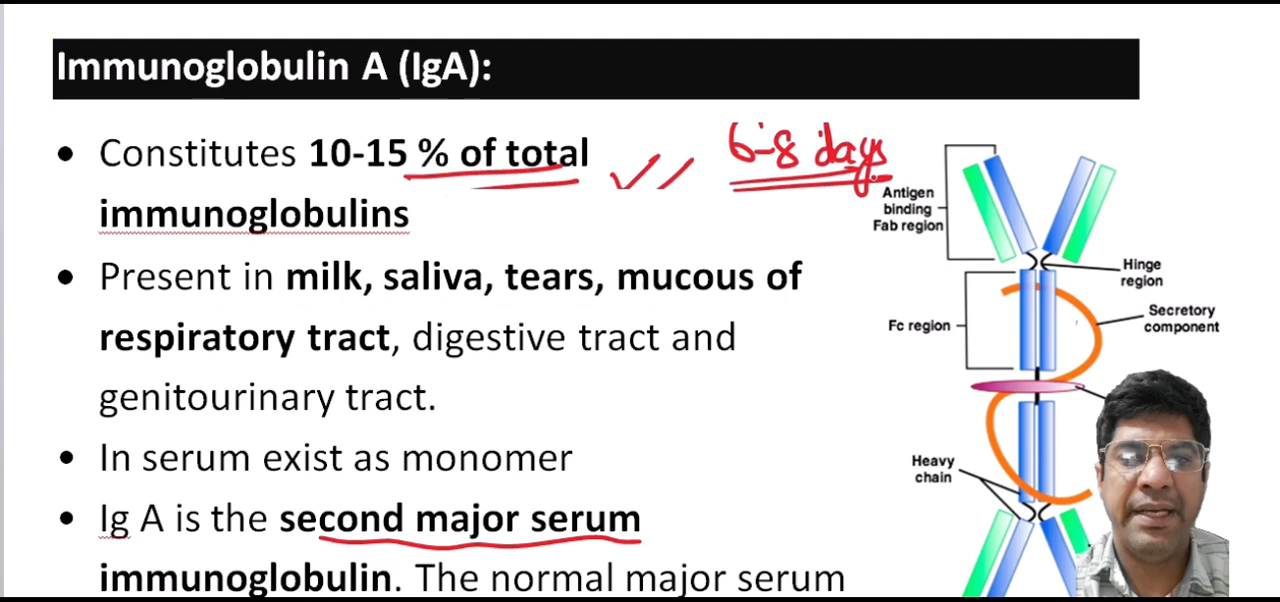 Immunoglobulin A (IgA):
• Constitutes 10-15 % of total
immunoglobulins
6-8 days
• Present in milk, saliva, tears, mucous of
respiratory tract, digestive tract and
genitourinary tract.
• In serum exist as monomer
• Ig A is the second major serum
immunoglobulin. The normal major serum
Antigen
binding
Fab region
Hinge
region
Secretory
component
Fc region
Heavy
chain